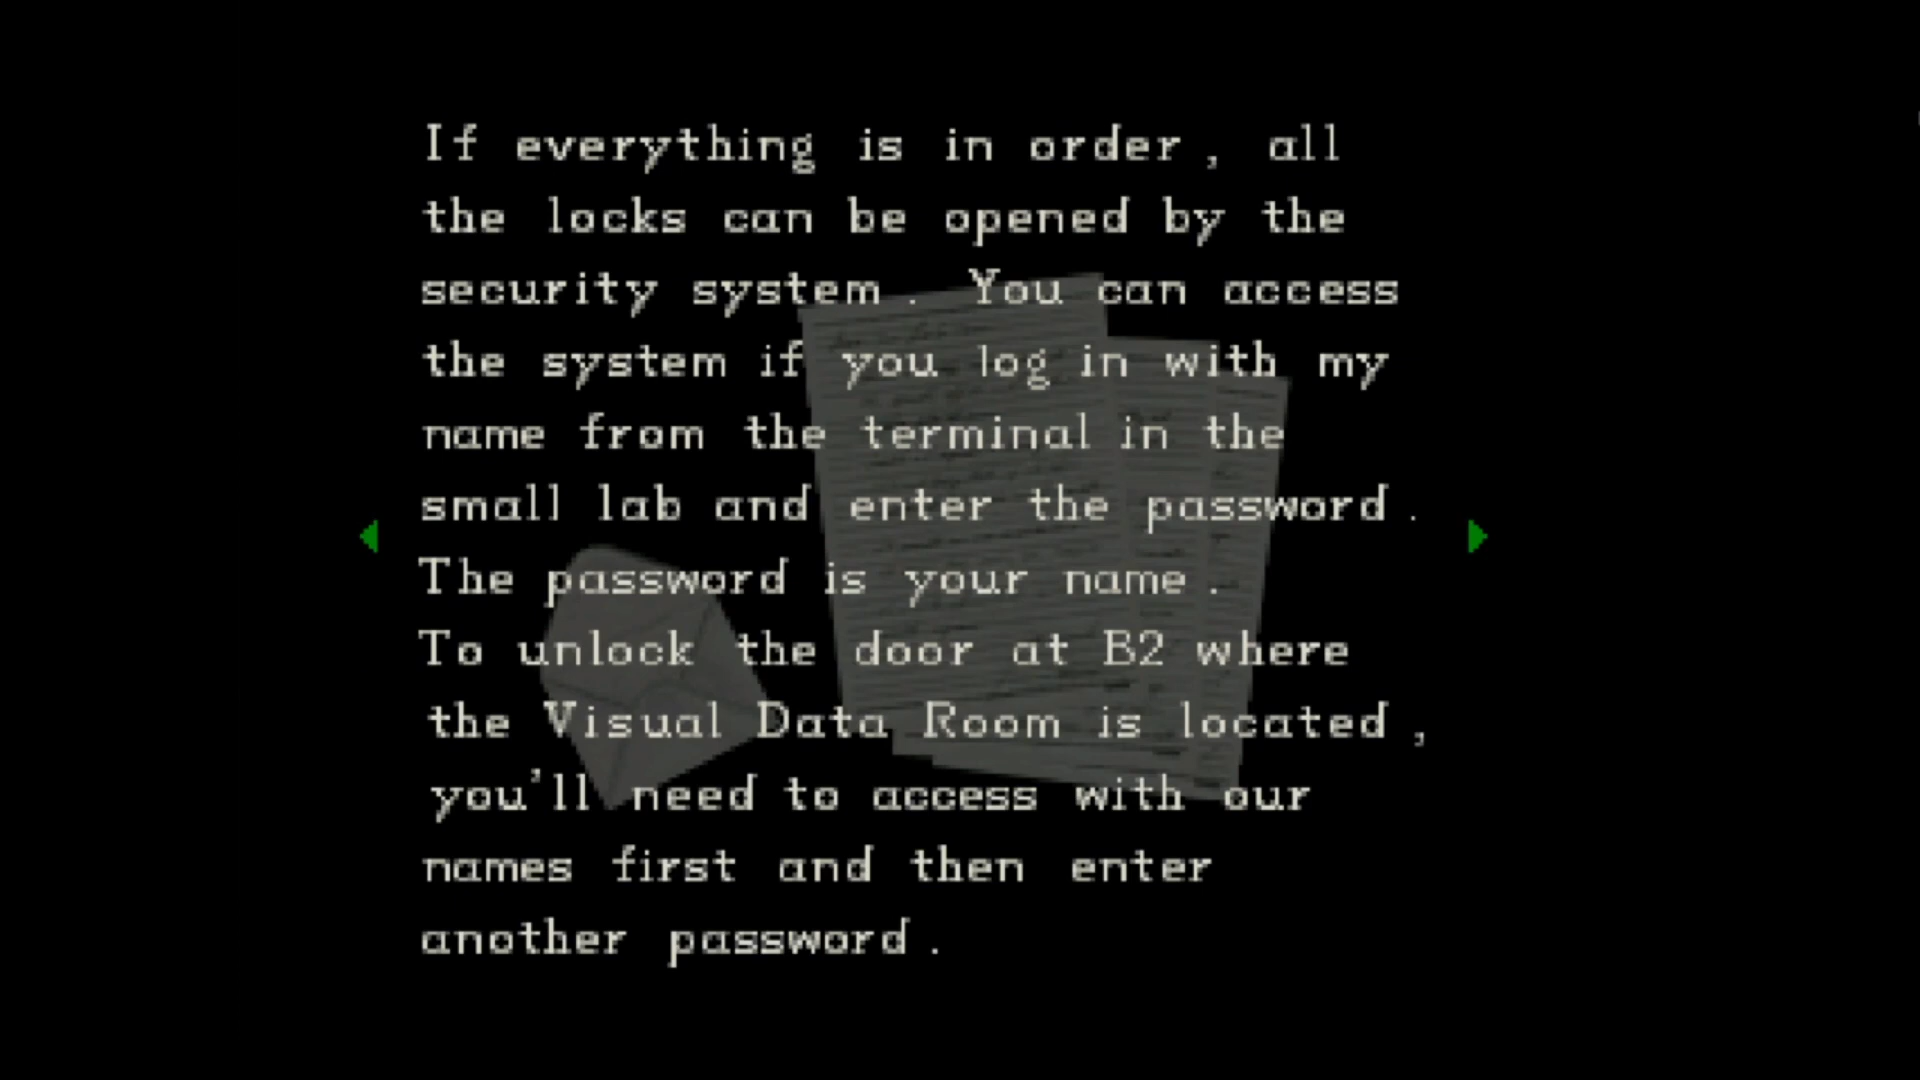 If everything is in order, all
the locks can be opened by the
security system. You can access
the system if you log in with my
name from the terminal in the
small lab and enter the password.
The password is your name.
To unlock the door at B2 where
the Visual Data Room is located,
you'll need to access with our
names first and then enter
another password.